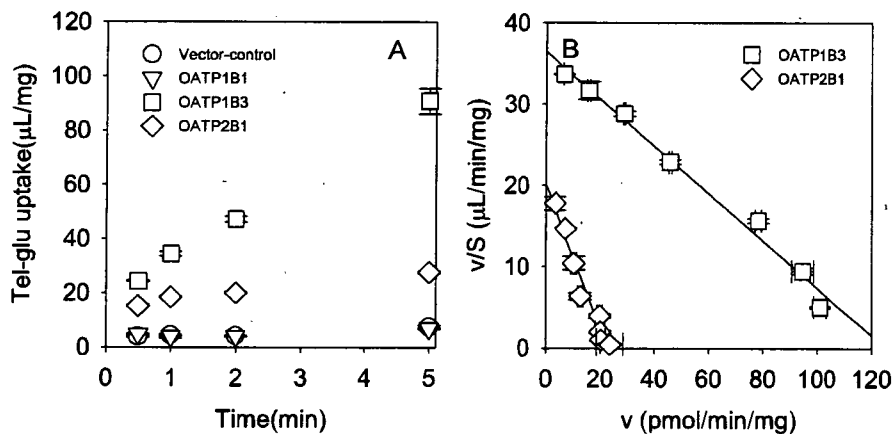 A
Vector-control
OATP1B1
OATP1B3
OATP2B1
Tel-glu uptake(μL/mg)
120
100
80
60
40
20
0
0
1
2
3
4
5
Time(min)
B
OATP1B3
OATP2B1
v/S (μL/min/mg)
40
30
20
10
0
0
20
40
60
80
100
120
v (pmol/min/mg)